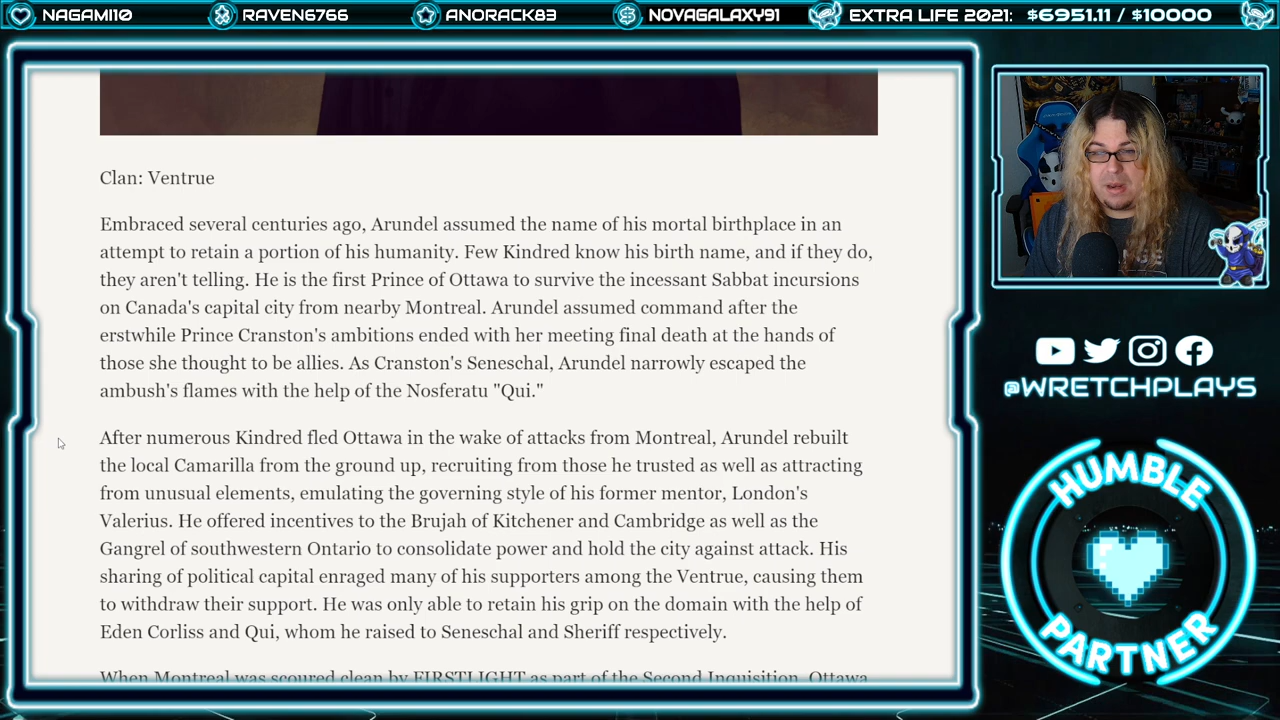 NAGAMI10 RAVEN6766 ANORACK83 NOVAGALAXY91 EXTRA LIFE 2021: $6951.11 / $10000
Clan: Ventrue
Embraced several centuries ago, Arundel assumed the name of his mortal birthplace in an
attempt to retain a portion of his humanity. Few Kindred know his birth name, and if they do,
they aren't telling. He is the first Prince of Ottawa to survive the incessant Sabbat incursions
on Canada's capital city from nearby Montreal. Arundel assumed command after the
erstwhile Prince Cranston's ambitions ended with her meeting final death at the hands of
those she thought to be allies. As Cranston's Seneschal, Arundel narrowly escaped the
ambush's flames with the help of the Nosferatu "Qui."
After numerous Kindred fled Ottawa in the wake of attacks from Montreal, Arundel rebuilt
the local Camarilla from the ground up, recruiting from those he trusted as well as attracting
from unusual elements, emulating the governing style of his former mentor, London's
Valerius. He offered incentives to the Brujah of Kitchener and Cambridge as well as the
Gangrel of southwestern Ontario to consolidate power and hold the city against attack. His
sharing of political capital enraged many of his supporters among the Ventrue, causing them
to withdraw their support. He was only able to retain his grip on the domain with the help of
Eden Corliss and Qui, whom he raised to Seneschal and Sheriff respectively.
When Montreal was scoured clean by FIRSTLIGHT as part of the Second Inquisition, Ottawa
@WRETCHPLAYS
HUMBLE
PARTNER